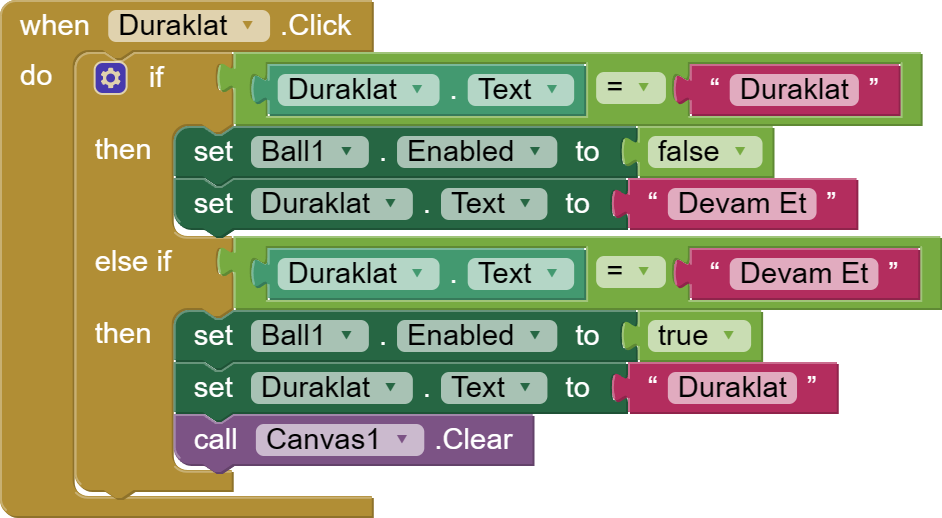 when Duraklat .Click
do if Duraklat . Text = “ Duraklat ”
then set Ball1 . Enabled to false
set Duraklat . Text to “ Devam Et ”
else if Duraklat . Text = “ Devam Et ”
then set Ball1 . Enabled to true
set Duraklat . Text to “ Duraklat ”
call Canvas1 .Clear